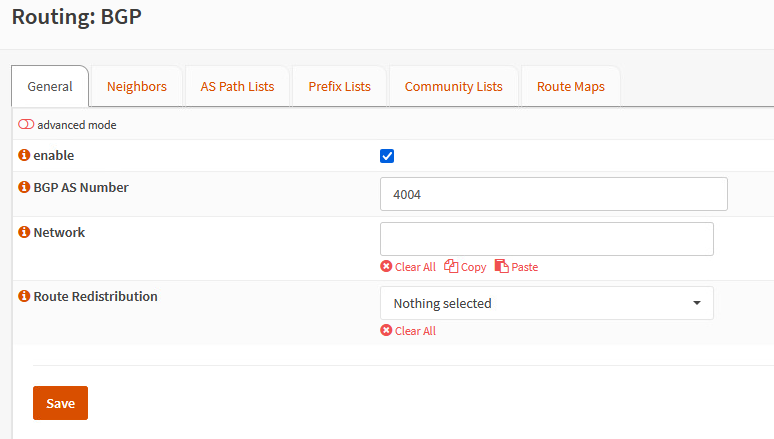 Routing: BGP
General Neighbors AS Path Lists Prefix Lists Community Lists Route Maps
advanced mode
enable
BGP AS Number 4004
Network
Clear All Copy Paste
Route Redistribution Nothing selected
Clear All
Save